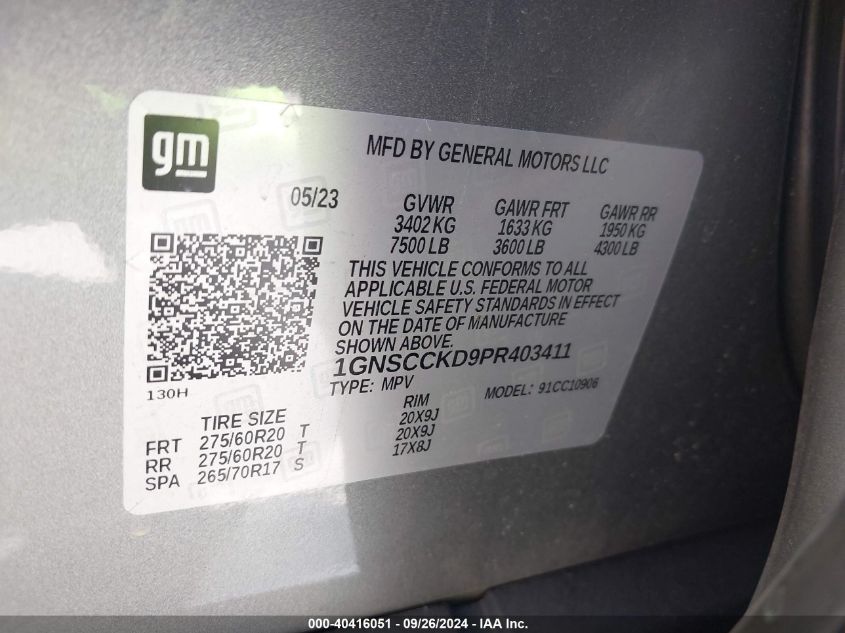 gm
MFD BY GENERAL MOTORS LLC
05/23
GVWR GAWR FRT GAWR RR
3402 KG 1633 KG 1950 KG
7500 LB 3600 LB 4300 LB
THIS VEHICLE CONFORMS TO ALL
APPLICABLE U.S. FEDERAL MOTOR
VEHICLE SAFETY STANDARDS IN EFFECT
ON THE DATE OF MANUFACTURE
SHOWN ABOVE.
1GNSCCKD9PR403411
130H
TYPE: MPV MODEL: 91CC10906
TIRE SIZE RIM
FRT 275/60R20 T 20X9J
RR 275/60R20 T 20X9J
SPA 265/70R17 S 17X8J
000-40416051 - 09/26/2024 - © IAA Inc.